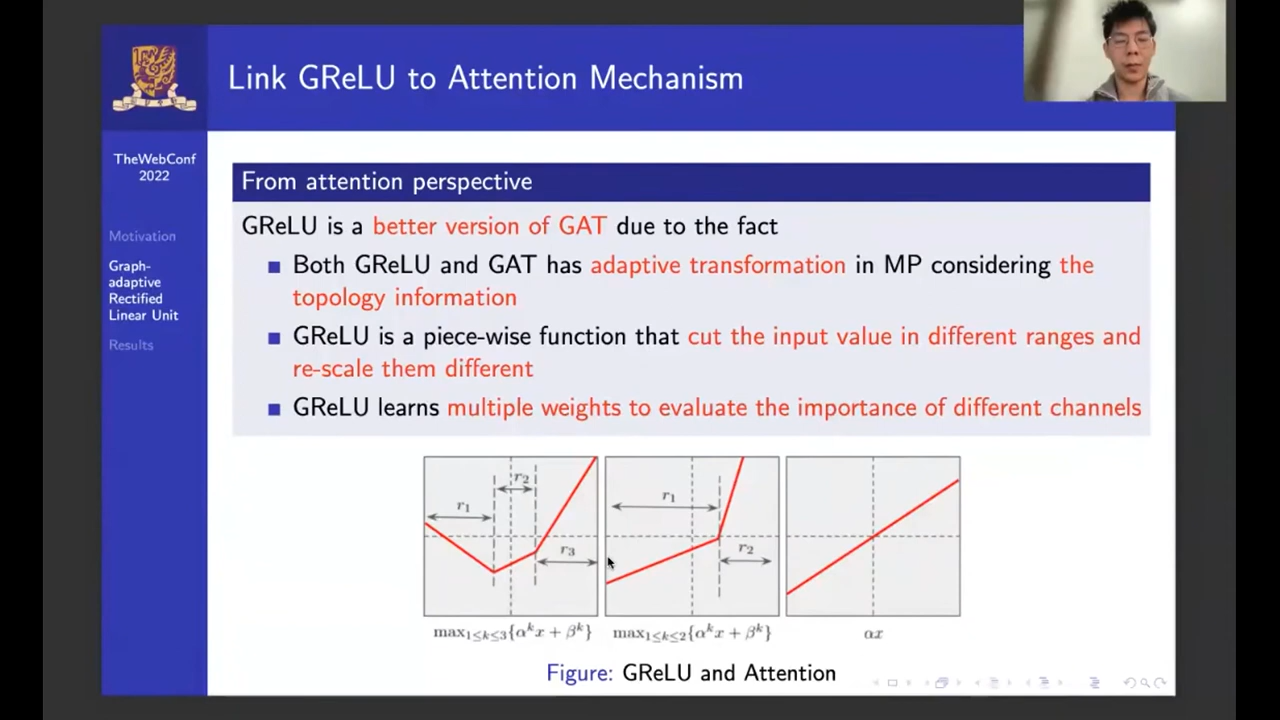 Link GReLU to Attention Mechanism
TheWebConf
2022
Motivation
Graph-
adaptive
Rectified
Linear Unit
Results
From attention perspective
GReLU is a better version of GAT due to the fact
Both GReLU and GAT has adaptive transformation in MP considering the
topology information
GReLU is a piece-wise function that cut the input value in different ranges and
re-scale them different
GReLU learns multiple weights to evaluate the importance of different channels
r₁
r₂
r₃
r₁
r₂
max₁≤k≤3{αᵏx + βᵏ}
max₁≤k≤2{αᵏx + βᵏ}
αx
Figure: GReLU and Attention